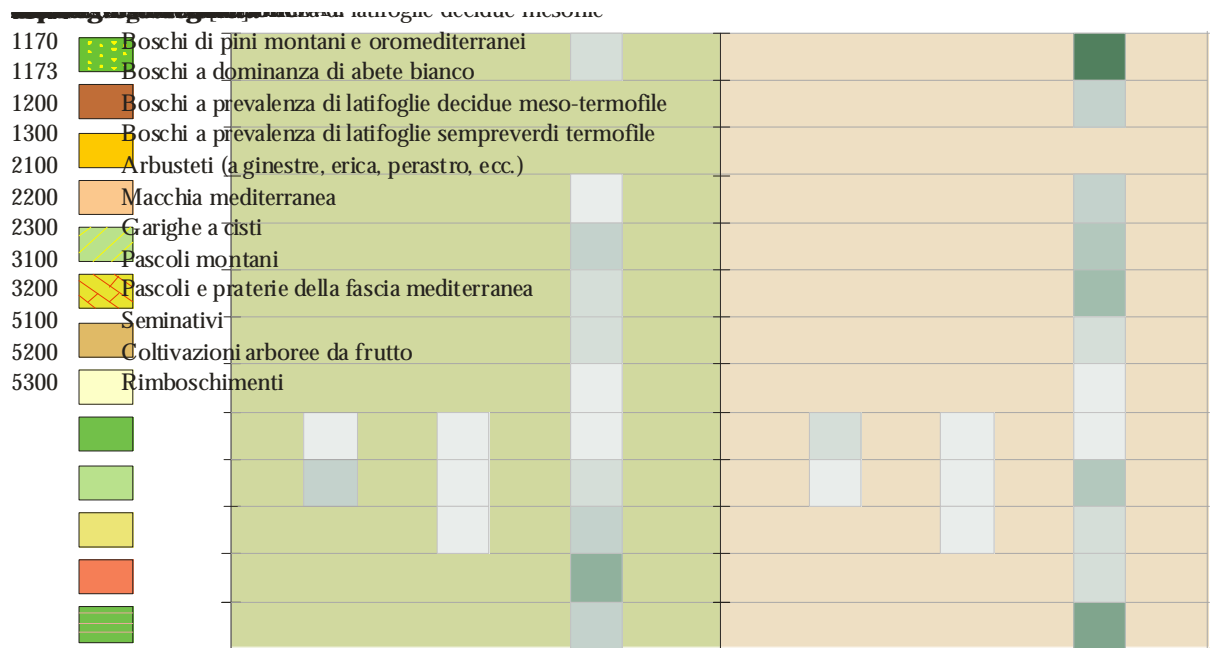 latifoglie decidue mesofile
1170 Boschi di pini montani e oromediterranei
1173 Boschi a dominanza di abete bianco
1200 Boschi a prevalenza di latifoglie decidue meso-termofile
1300 Boschi a prevalenza di latifoglie sempreverdi termofile
2100 Arbusteti (a ginestre, erica, perastro, ecc.)
2200 Macchia mediterranea
2300 Garighe a cisti
3100 Pascoli montani
3200 Pascoli e praterie della fascia mediterranea
5100 Seminativi
5200 Coltivazioni arboree da frutto
5300 Rimboschimenti